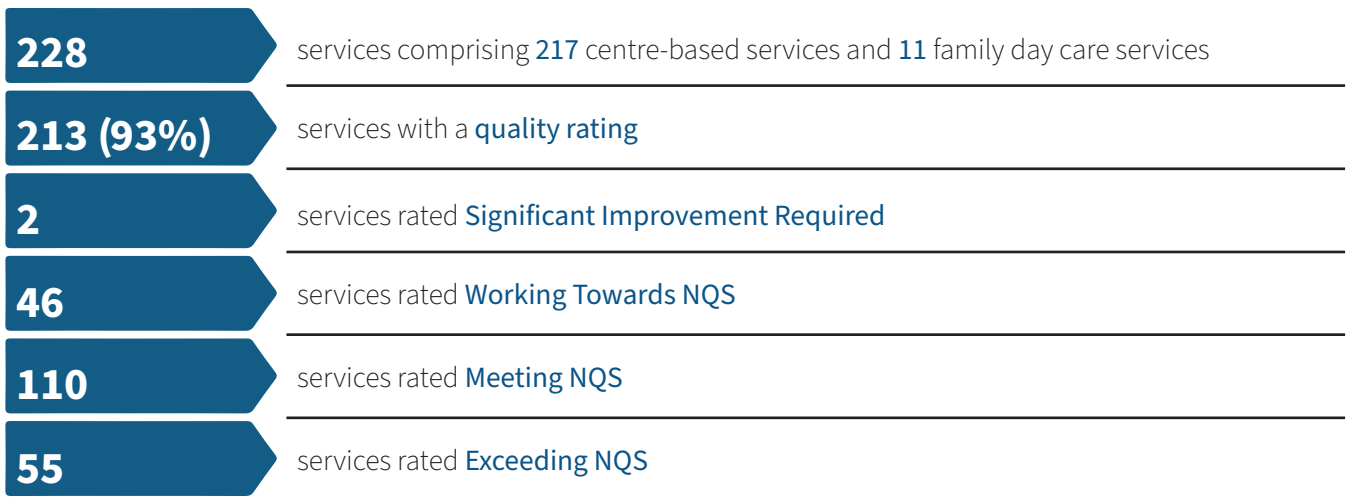 228 services comprising 217 centre-based services and 11 family day care services
213 (93%) services with a quality rating
2 services rated Significant Improvement Required
46 services rated Working Towards NQS
110 services rated Meeting NQS
55 services rated Exceeding NQS